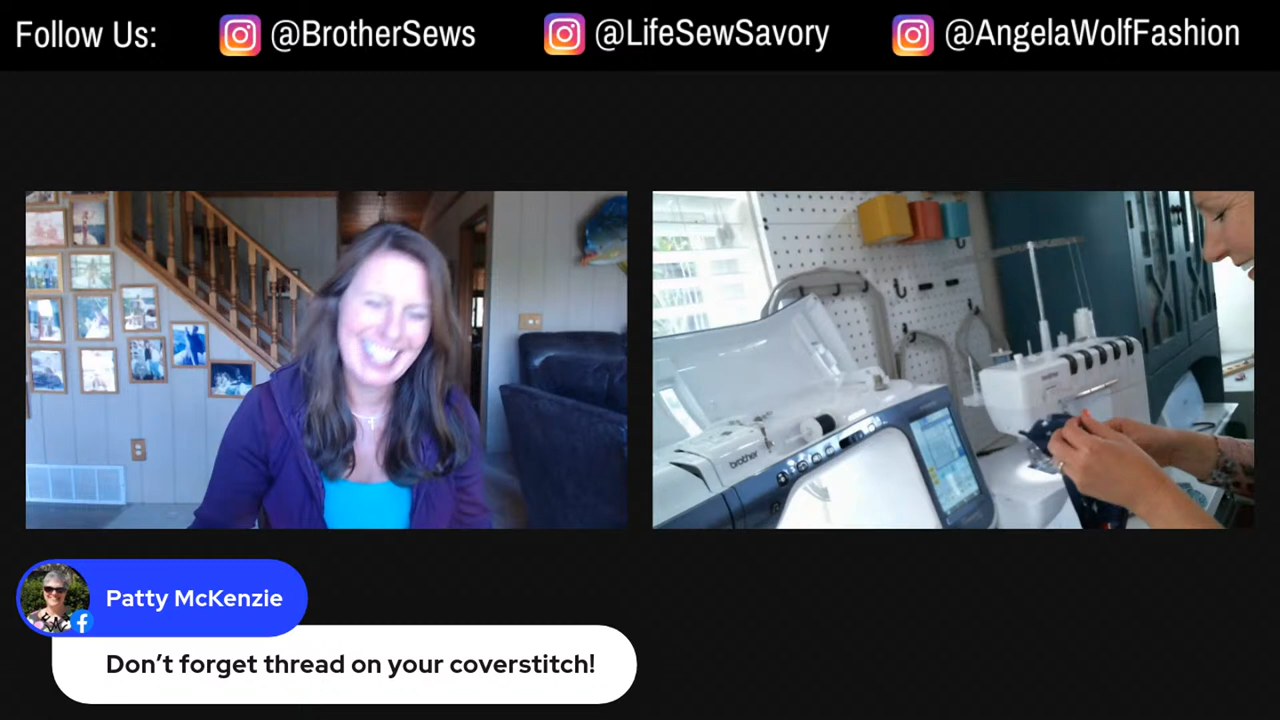 Follow Us: @BrotherSews @LifeSewSavory @AngelaWolfFashion
brother
Patty McKenzie
Don't forget thread on your coverstitch!